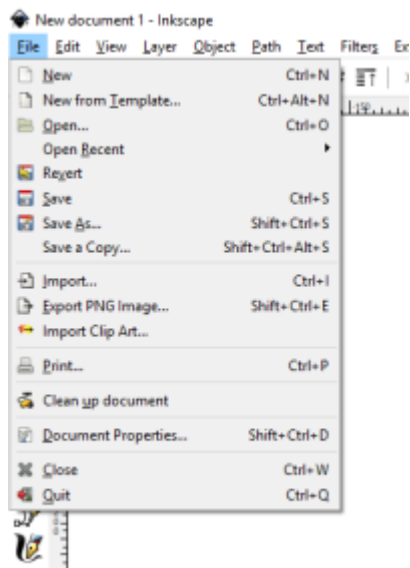 New document 1 - Inkscape
File Edit View Layer Object Path Text Filters
New Ctrl+N
New from Template... Ctrl+Alt+N
Open... Ctrl+O
Open Recent
Revert
Save Ctrl+S
Save As... Shift+Ctrl+S
Save a Copy... Shift+Ctrl+Alt+S
Import... Ctrl+I
Export PNG Image... Shift+Ctrl+E
Import Clip Art...
Print... Ctrl+P
Clean up document
Document Properties... Shift+Ctrl+D
Close Ctrl+W
Quit Ctrl+Q